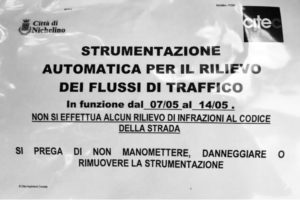 Città di
Nichelino
STRUMENTAZIONE
AUTOMATICA PER IL RILIEVO
DEI FLUSSI DI TRAFFICO
In funzione dal 07/05 al 14/05 .
NON SI EFFETTUA ALCUN RILIEVO DI INFRAZIONI AL CODICE
DELLA STRADA
SI PREGA DI NON MANOMETTERE, DANNEGGIARE O
RIMUOVERE LA STRUMENTAZIONE